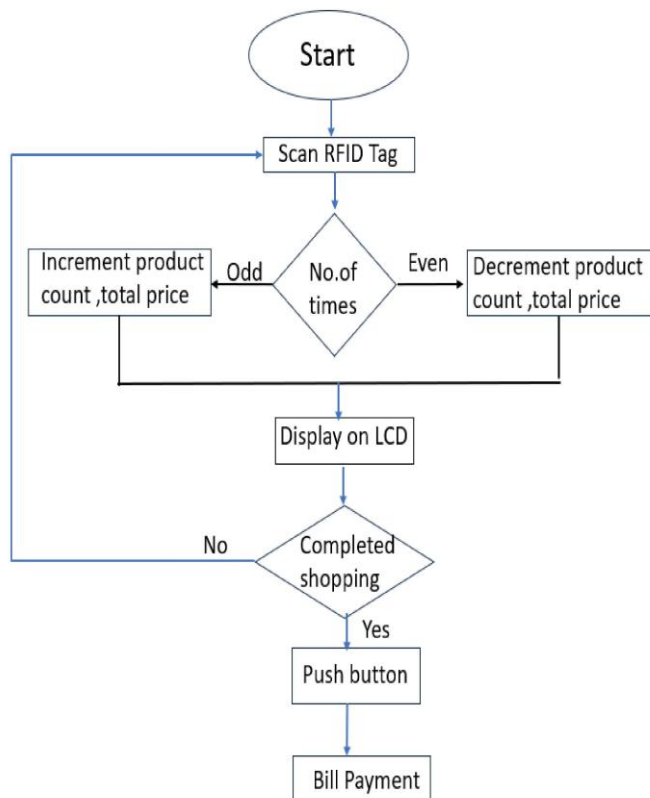 Start
Scan RFID Tag
Increment product
count ,total price
Odd
No.of
times
Even
Decrement product
count ,total price
Display on LCD
No
Completed
shopping
Yes
Push button
Bill Payment